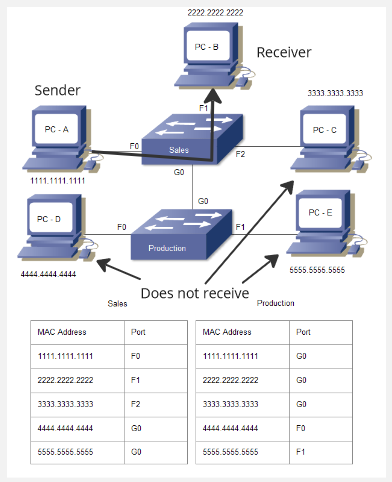 2222.2222.2222
PC - B
Receiver
Sender
3333.3333.3333
PC - A
F1
PC - C
F0
Sales
F2
1111.1111.1111
G0
G0
PC - D
PC - E
F0
Production
F1
4444.4444.4444
5555.5555.5555
Does not receive
Sales
Production
MAC Address Port
1111.1111.1111 F0
2222.2222.2222 F1
3333.3333.3333 F2
4444.4444.4444 G0
5555.5555.5555 G0
MAC Address Port
1111.1111.1111 G0
2222.2222.2222 G0
3333.3333.3333 G0
4444.4444.4444 F0
5555.5555.5555 F1